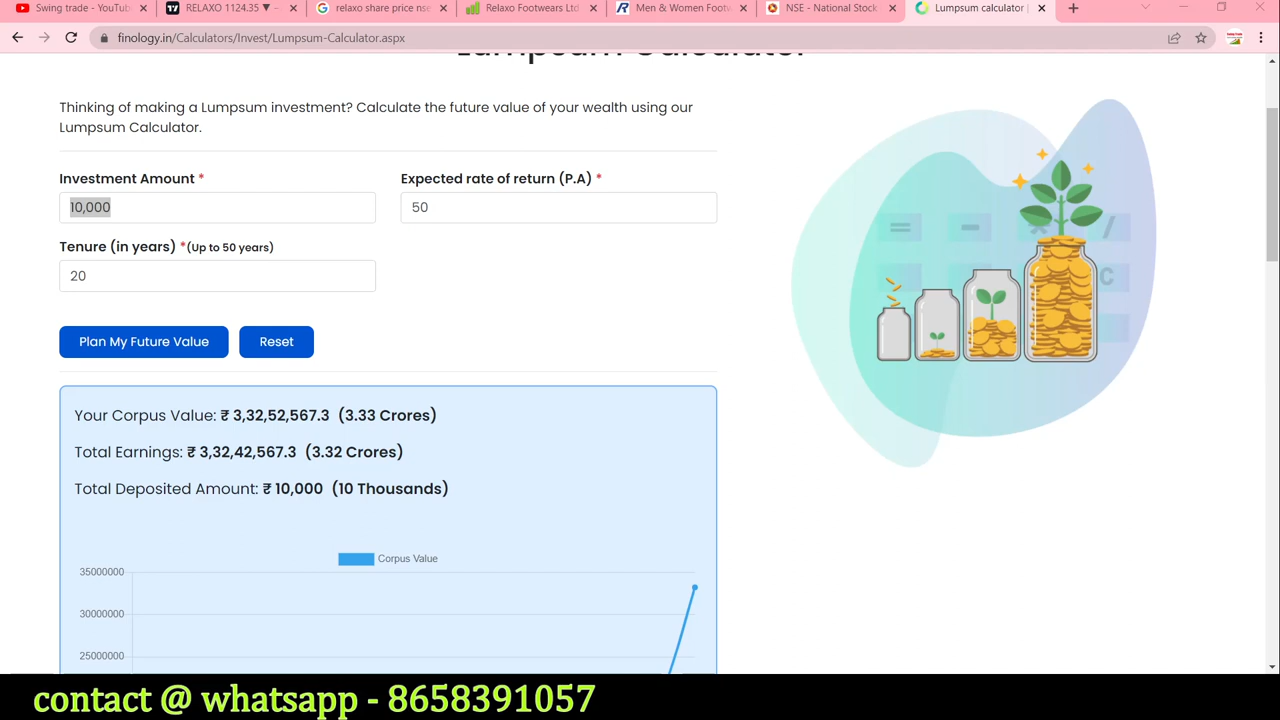 Swing trade - YouTub
RELAXO 1124.35 ▼ −
relaxo share price nse
Relaxo Footwears Ltd
Men & Women Footw
NSE - National Stock
Lumpsum calculator |
finology.in/Calculators/Invest/Lumpsum-Calculator.aspx
Lumpsum Calculator
Thinking of making a Lumpsum investment? Calculate the future value of your wealth using our
Lumpsum Calculator.
Investment Amount *
Expected rate of return (P.A) *
10,000
50
Tenure (in years) *(Up to 50 years)
20
Plan My Future Value
Reset
Your Corpus Value: ₹ 3,32,52,567.3 (3.33 Crores)
Total Earnings: ₹ 3,32,42,567.3 (3.32 Crores)
Total Deposited Amount: ₹ 10,000 (10 Thousands)
Corpus Value
35000000
30000000
25000000
contact @ whatsapp - 8658391057